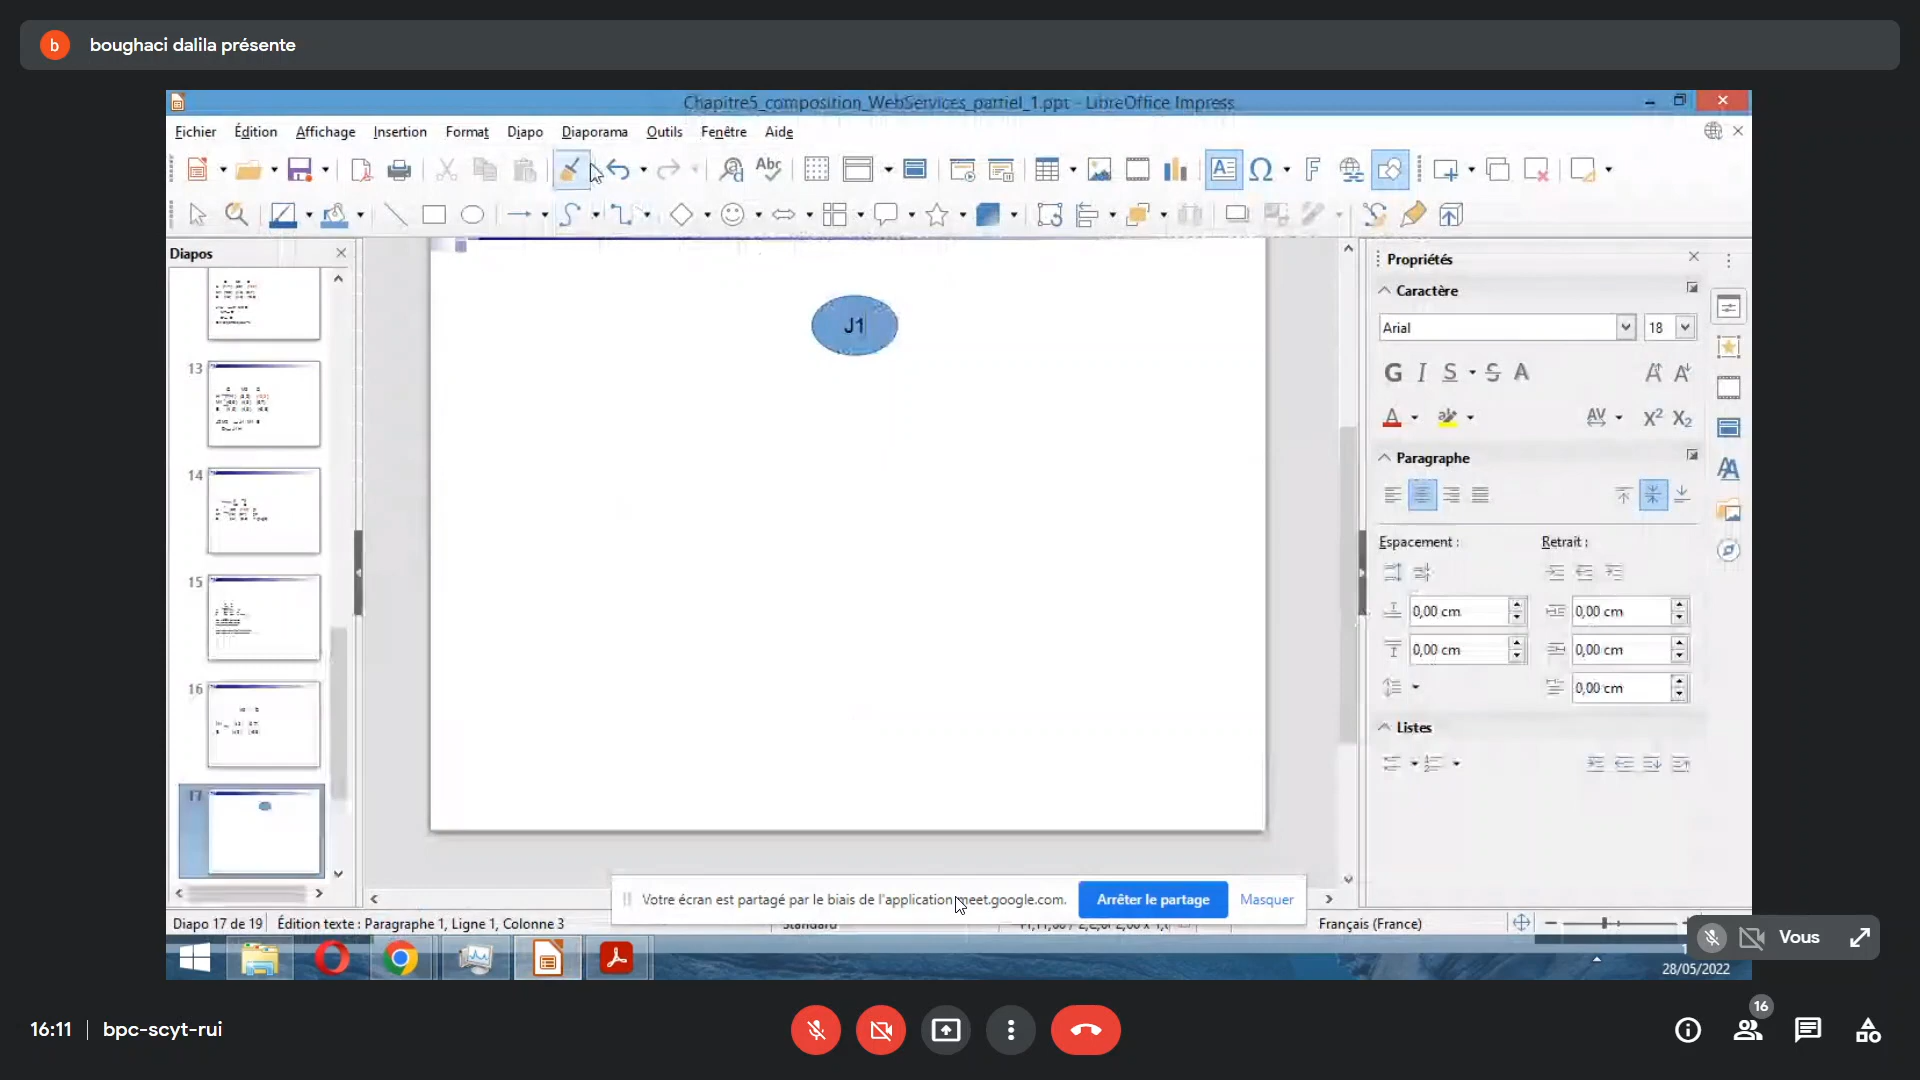 b boughaci dalila présente
Chapitre5_composition_WebServices_partiel_1.ppt - LibreOffice Impress
Fichier Édition Affichage Insertion Format Diapo Diaporama Outils Fenêtre Aide
Abc
Diapos
13
14
15
16
17
J1
Propriétés
Caractère
Arial 18
G I S S A
Paragraphe
Espacement : Retrait :
0,00 cm 0,00 cm
0,00 cm 0,00 cm
0,00 cm
Listes
Votre écran est partagé par le biais de l'application meet.google.com. Arrêter le partage Masquer
Diapo 17 de 19 Édition texte : Paragraphe 1, Ligne 1, Colonne 3 Standard Français (France)
28/05/2022
Vous
16:11 bpc-scyt-rui
16